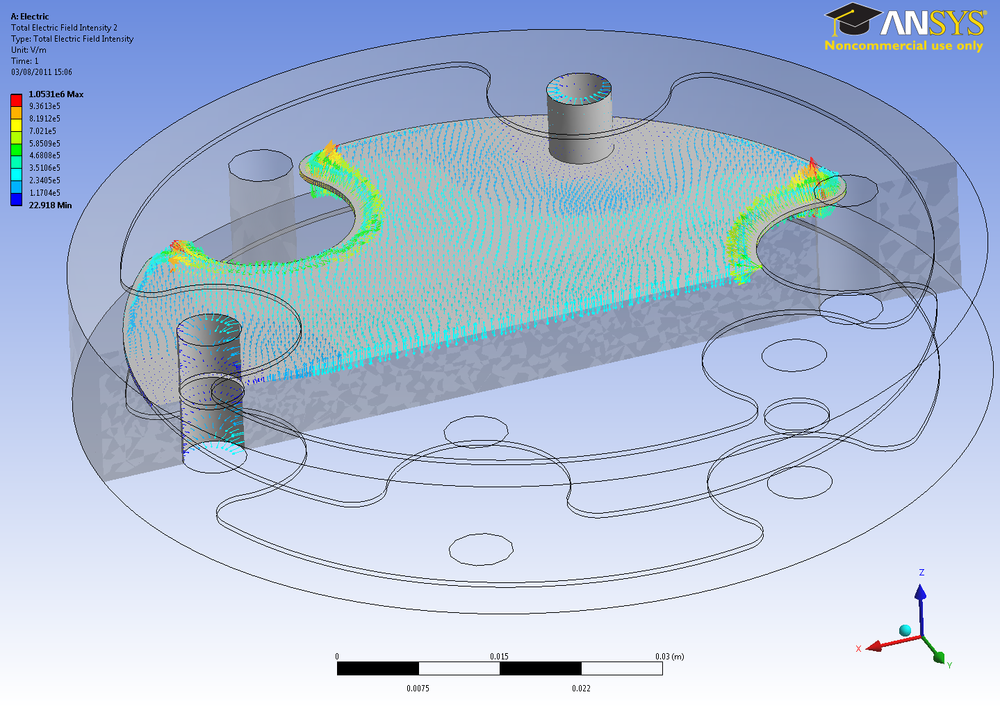 A: Electric
Total Electric Field Intensity 2
Type: Total Electric Field Intensity
Unit: V/m
Time: 1
03/08/2011 15:06
1.0531e6 Max
9.3613e5
8.1912e5
7.021e5
5.8509e5
4.6808e5
3.5106e5
2.3405e5
1.1704e5
22.918 Min
ANSYS®
Noncommercial use only
Z
X
Y
0 0.015 0.03 (m)
0.0075 0.022